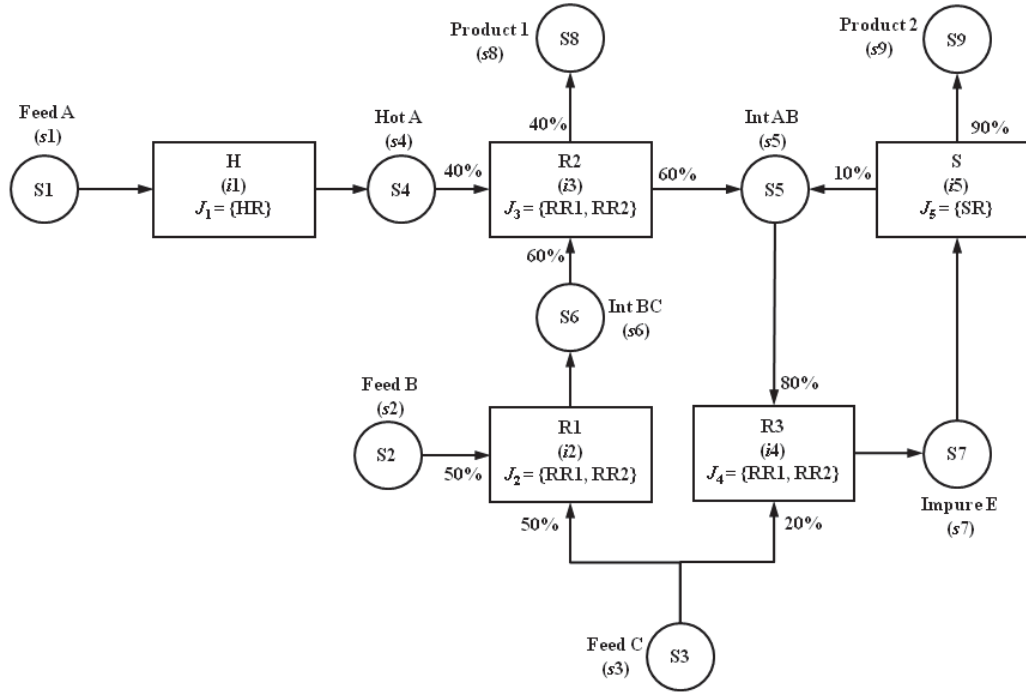 Product 1
(s8)
S8
Product 2
(s9)
S9
Feed A
(s1)
S1
H
(i1)
J1 = {HR}
Hot A
(s4)
S4
40%
40%
R2
(i3)
J3 = {RR1, RR2}
60%
60%
Int AB
(s5)
S5
90%
10%
S
(i5)
J5 = {SR}
S6
Int BC
(s6)
Feed B
(s2)
S2
50%
R1
(i2)
J2 = {RR1, RR2}
50%
80%
R3
(i4)
J4 = {RR1, RR2}
20%
S7
Impure E
(s7)
Feed C
(s3)
S3